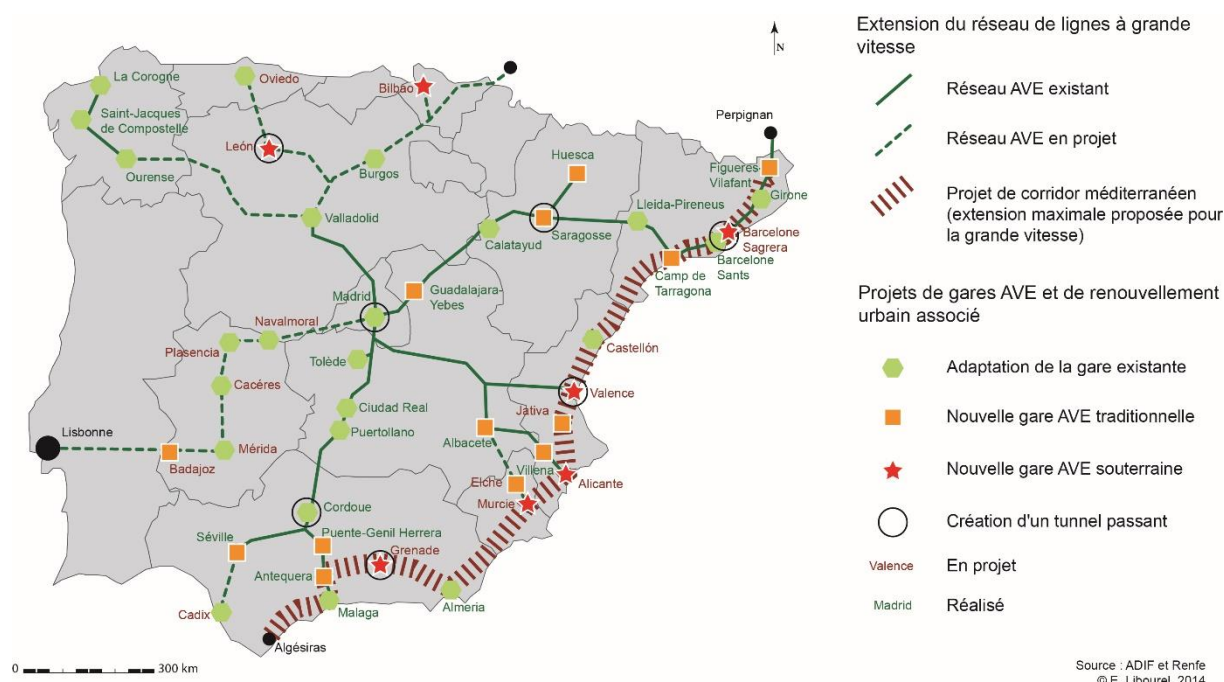 La Corogne
Oviedo
Bilbao
Saint-Jacques
de Compostelle
León
Perpignan
Ourense
Burgos
Huesca
Figueres-
Vilafant
Girone
Valladolid
Lleida-Pireneus
Saragosse
Calatayud
Barcelone
Sagrera
Barcelone
Sants
Camp de
Tarragona
Madrid
Guadalajara-
Yebes
Navalmoral
Plasencia
Tolède
Castellón
Cacéres
Valence
Ciudad Real
Játiva
Puertollano
Lisbonne
Mérida
Albacete
Badajoz
Villena
Elche
Alicante
Murcie
Cordoue
Séville
Puente-Genil Herrera
Grenade
Antequera
Cadix
Malaga
Almeria
Algésiras
0 300 km
N
Extension du réseau de lignes à grande
vitesse
Réseau AVE existant
Réseau AVE en projet
Projet de corridor méditerranéen
(extension maximale proposée pour
la grande vitesse)
Projets de gares AVE et de renouvellement
urbain associé
Adaptation de la gare existante
Nouvelle gare AVE traditionnelle
Nouvelle gare AVE souterraine
Création d'un tunnel passant
Valence En projet
Madrid Réalisé
Source : ADIF et Renfe
© E. Libourel, 2014